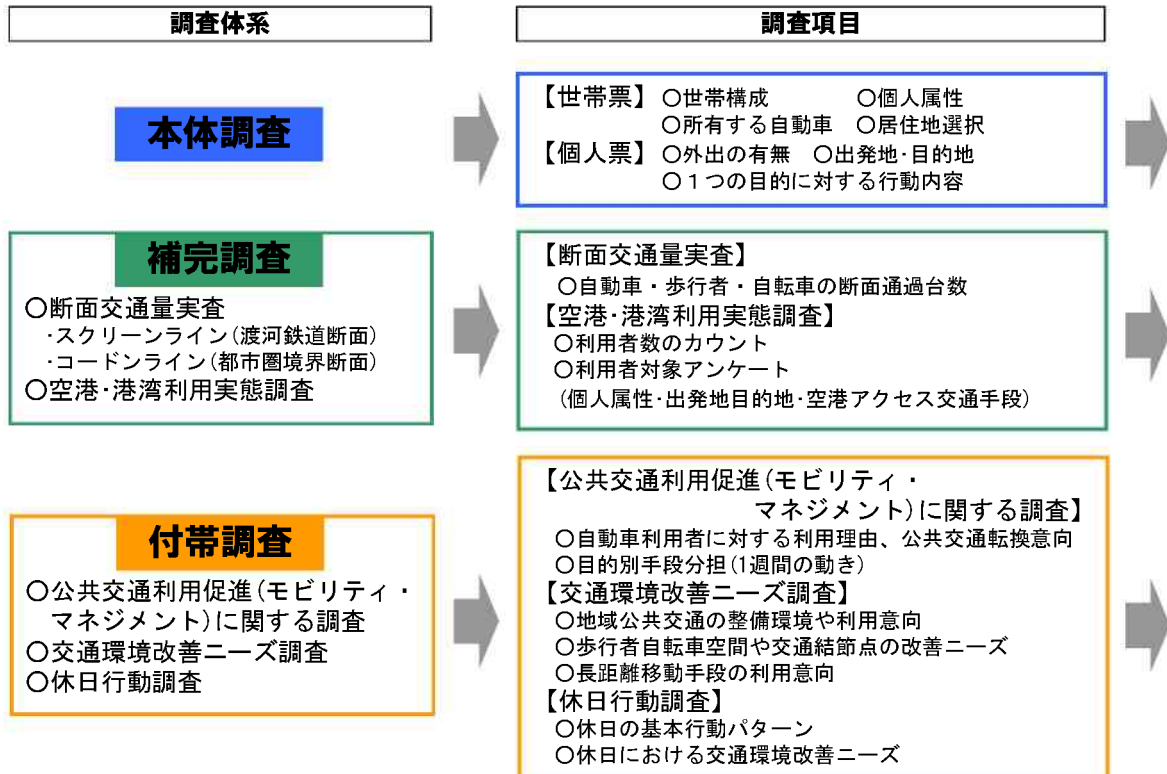 調査体系
調査項目
本体調査
【世帯票】 ○世帯構成 ○個人属性
○所有する自動車 ○居住地選択
【個人票】 ○外出の有無 ○出発地・目的地
○１つの目的に対する行動内容
補完調査
○断面交通量実査
・スクリーンライン(渡河鉄道断面)
・コードンライン(都市圏境界断面)
○空港・港湾利用実態調査
【断面交通量実査】
○自動車・歩行者・自転車の断面通過台数
【空港・港湾利用実態調査】
○利用者数のカウント
○利用者対象アンケート
(個人属性・出発地目的地・空港アクセス交通手段)
付帯調査
○公共交通利用促進(モビリティ・
マネジメント)に関する調査
○交通環境改善ニーズ調査
○休日行動調査
【公共交通利用促進(モビリティ・
マネジメント)に関する調査】
○自動車利用者に対する利用理由、公共交通転換意向
○目的別手段分担(1週間の動き)
【交通環境改善ニーズ調査】
○地域公共交通の整備環境や利用意向
○歩行者自転車空間や交通結節点の改善ニーズ
○長距離移動手段の利用意向
【休日行動調査】
○休日の基本行動パターン
○休日における交通環境改善ニーズ